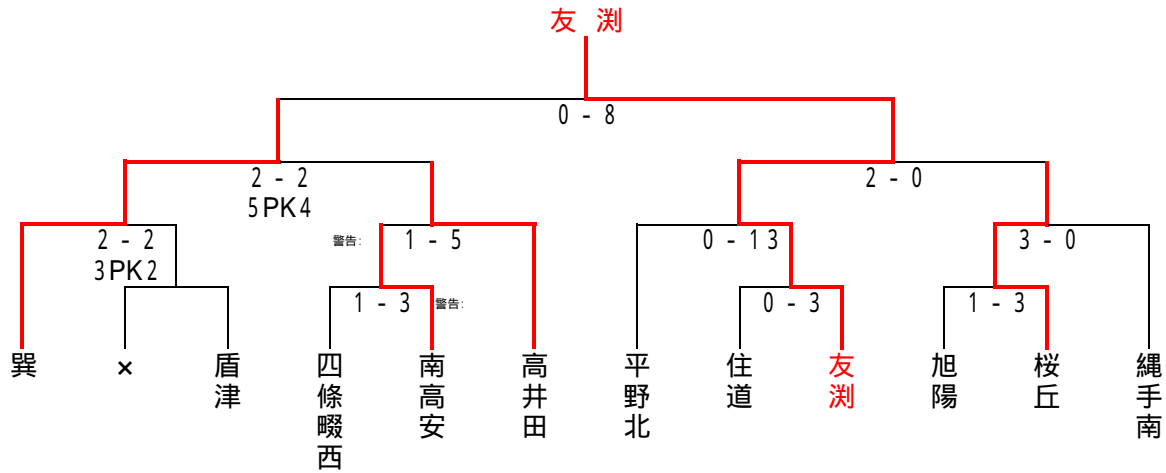 友 渕
0 - 8
2 - 2
5PK4
2 - 0
2 - 2
3PK2
警告:
1 - 5
0 - 13
3 - 0
1 - 3
警告:
0 - 3
1 - 3
巽
×
盾津
四條畷西
南高安
高井田
平野北
住道
友渕
旭陽
桜丘
縄手南